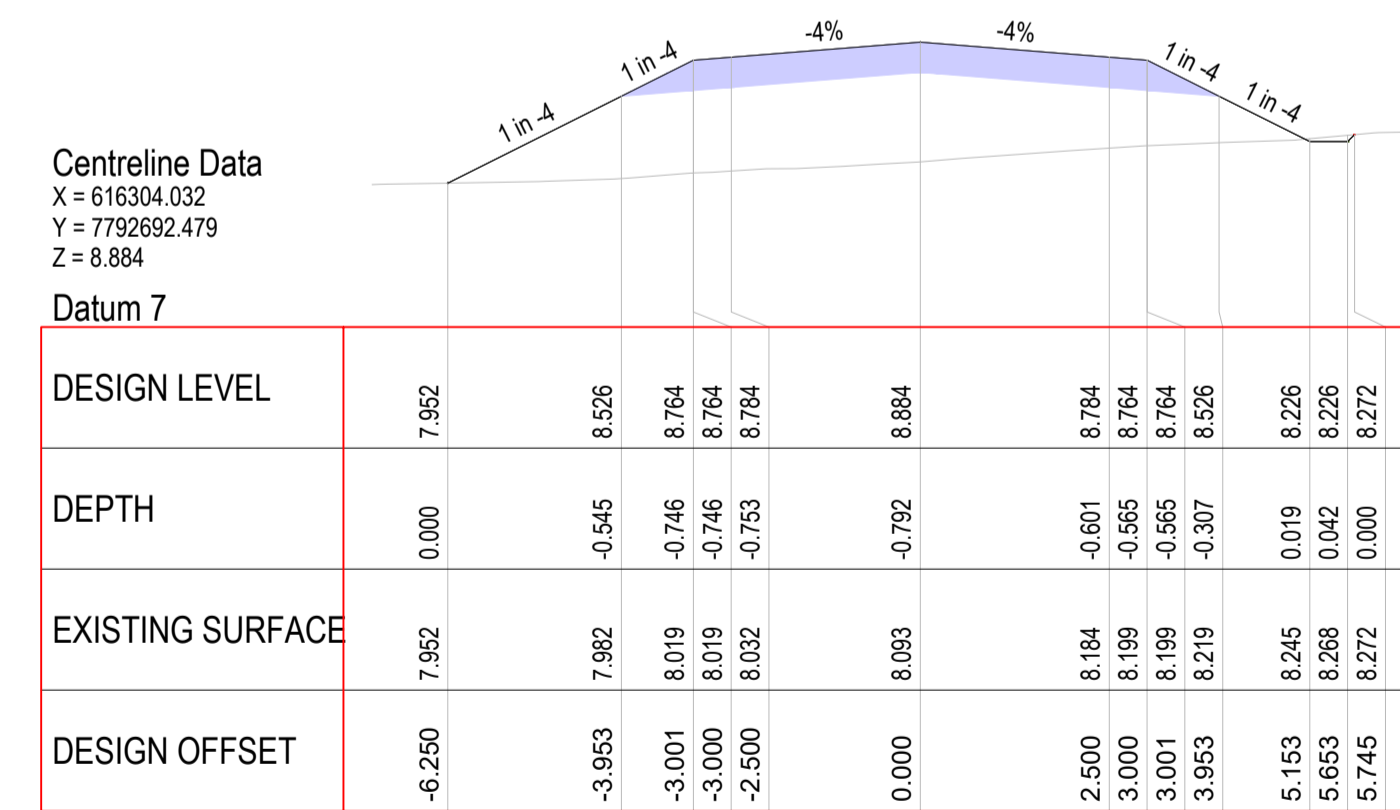 -4% -4%
1 in -4 1 in -4
1 in -4 1 in -4
Centreline Data
X = 616304.032
Y = 7792692.479
Z = 8.884
Datum 7
DESIGN LEVEL 7.952 8.526 8.764 8.764 8.784 8.884 8.784 8.764 8.764 8.526 8.226 8.226 8.272
DEPTH 0.000 -0.545 -0.746 -0.746 -0.753 -0.792 -0.601 -0.565 -0.565 -0.307 0.019 0.042 0.000
EXISTING SURFACE 7.952 7.982 8.019 8.019 8.032 8.093 8.184 8.199 8.199 8.219 8.245 8.268 8.272
DESIGN OFFSET -6.250 -3.953 -3.001 -3.000 -2.500 0.000 2.500 3.000 3.001 3.953 5.153 5.653 5.745